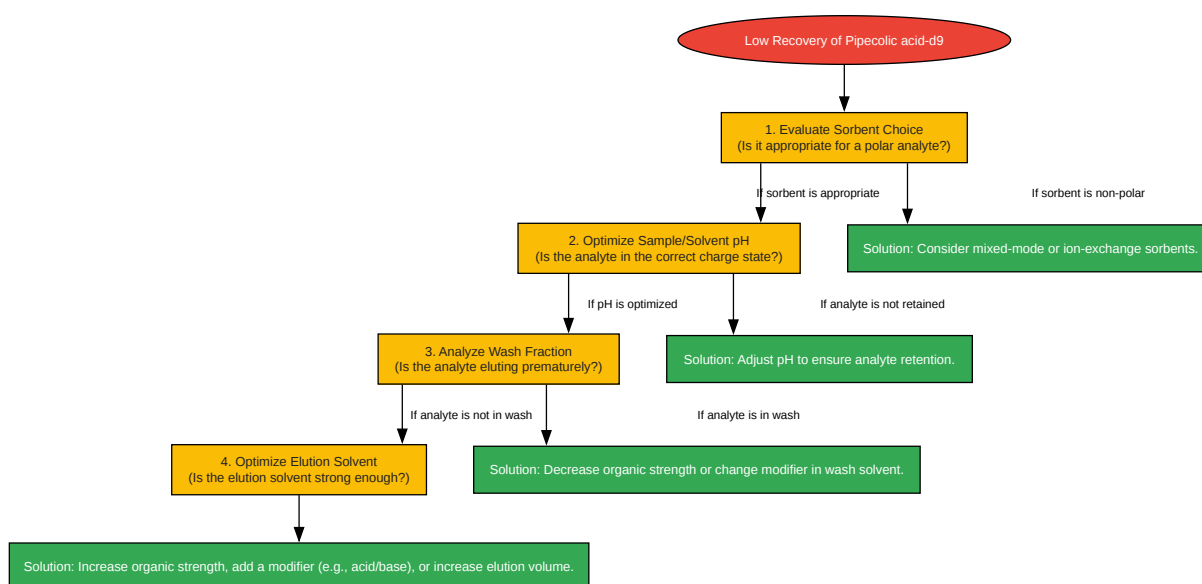 Low Recovery of Pipecolic acid-d9
1. Evaluate Sorbent Choice
(Is it appropriate for a polar analyte?)
If sorbent is appropriate
If sorbent is non-polar
2. Optimize Sample/Solvent pH
(Is the analyte in the correct charge state?)
Solution: Consider mixed-mode or ion-exchange sorbents.
If pH is optimized
If analyte is not retained
3. Analyze Wash Fraction
(Is the analyte eluting prematurely?)
Solution: Adjust pH to ensure analyte retention.
If analyte is not in wash
If analyte is in wash
4. Optimize Elution Solvent
(Is the elution solvent strong enough?)
Solution: Decrease organic strength or change modifier in wash solvent.
Solution: Increase organic strength, add a modifier (e.g., acid/base), or increase elution volume.